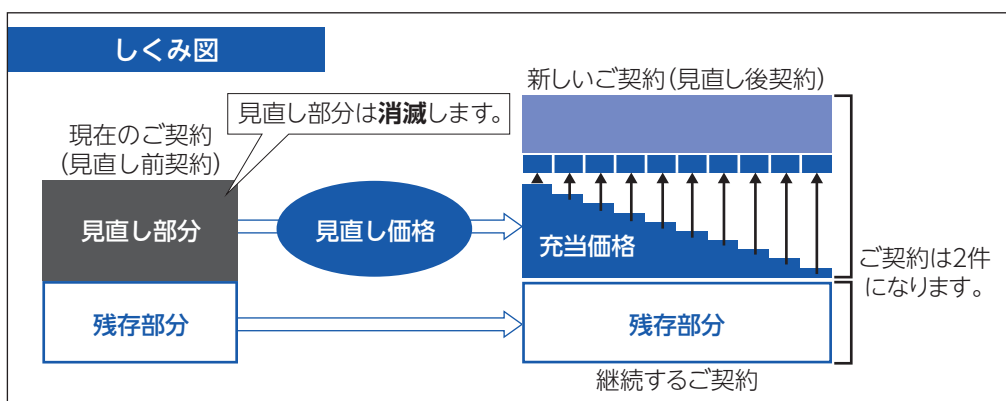 しくみ図
新しいご契約(見直し後契約)
見直し部分は消滅します。
現在のご契約
(見直し前契約)
見直し部分
見直し価格
充当価格
ご契約は2件
になります。
残存部分
残存部分
継続するご契約